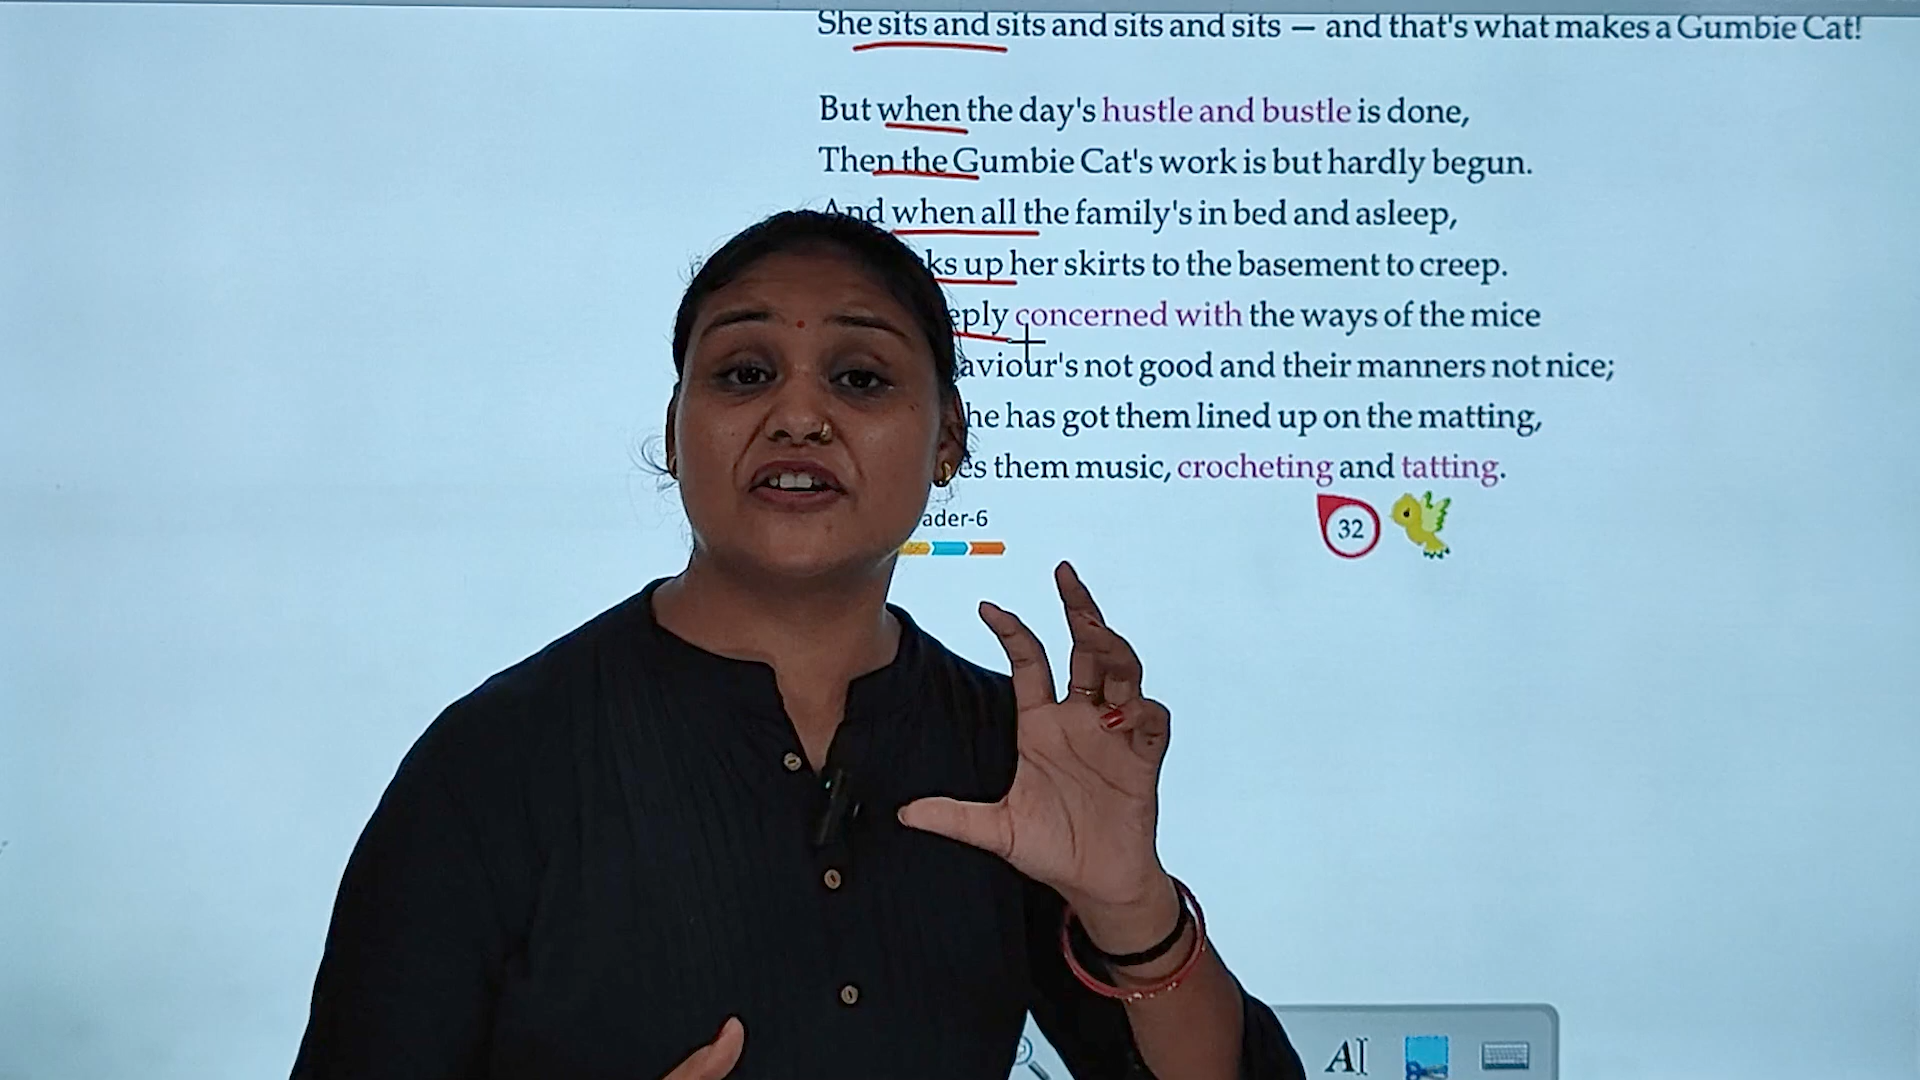 She sits and sits and sits and sits — and that's what makes a Gumbie Cat!
But when the day's hustle and bustle is done,
Then the Gumbie Cat's work is but hardly begun.
And when all the family's in bed and asleep,
ks up her skirts to the basement to creep.
eply concerned with the ways of the mice
aviour's not good and their manners not nice;
he has got them lined up on the matting,
es them music, crocheting and tatting.
ader-6
32
A